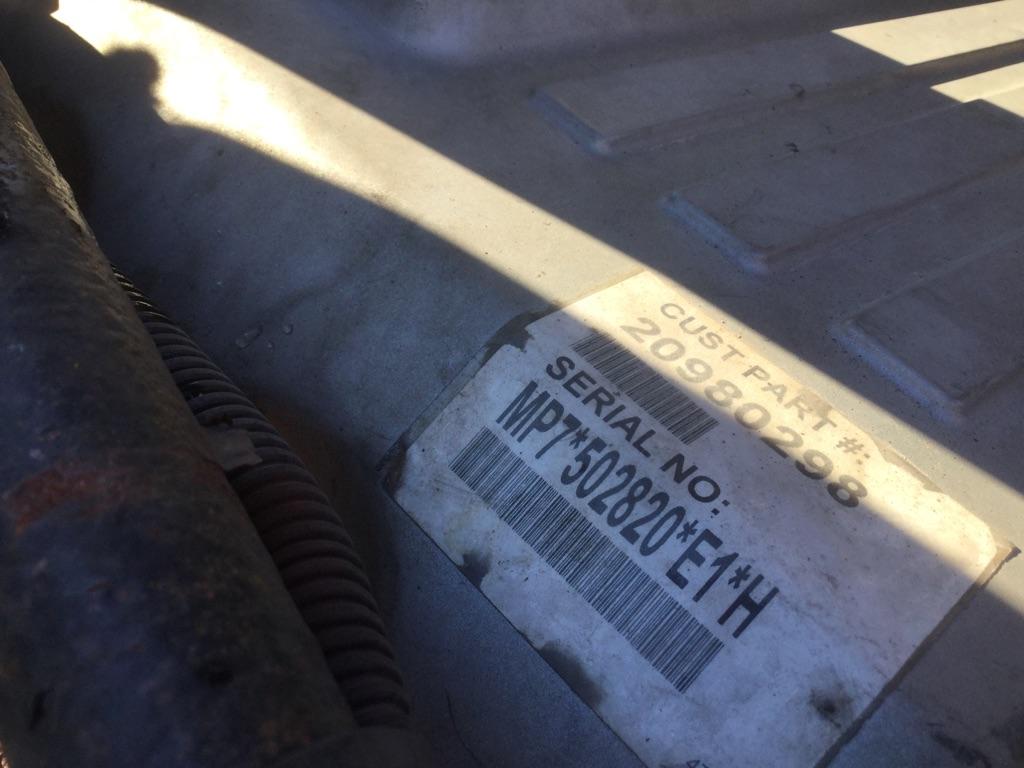 CUST PART #:
20980298
SERIAL NO:
MP7*502820*E1*H